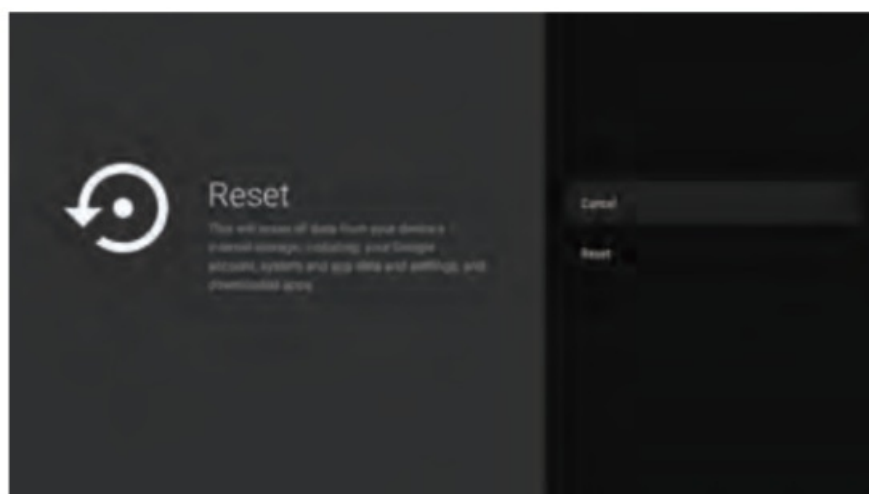 Reset
This will erase all data from your device's
internal storage, including: your Google
account, system and app data and settings, and
downloaded apps.
Cancel
Reset